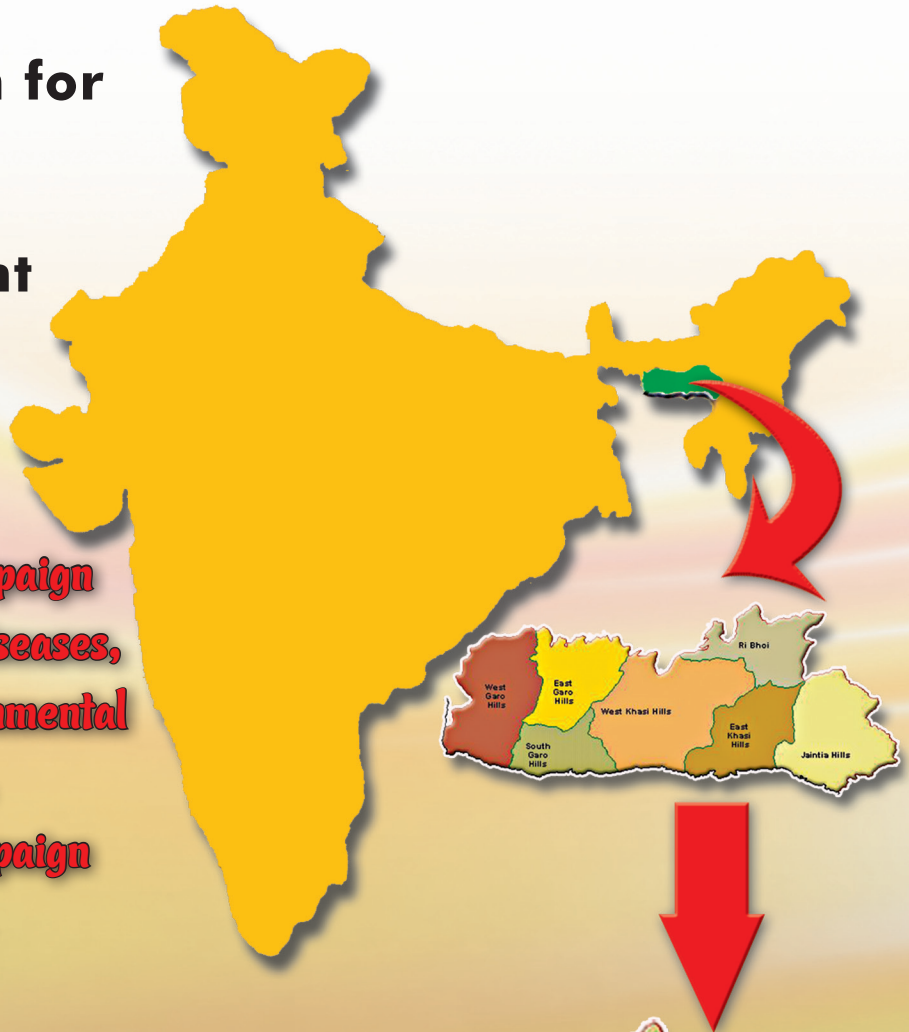 for
paign
seases,
nmental
paign
West
Garo
Hills
East
Garo
Hills
South
Garo
Hills
West Khasi Hills
Ri Bhoi
East
Khasi
Hills
Jaintia Hills